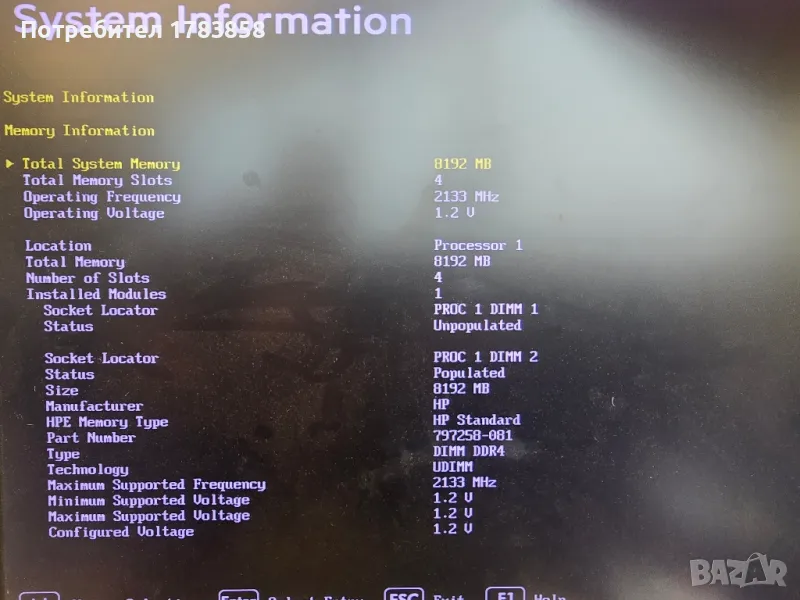 System Information
Потребител 1783858
System Information
Memory Information
Total System Memory 8192 MB
Total Memory Slots 4
Operating Frequency 2133 MHz
Operating Voltage 1.2 V
Location Processor 1
Total Memory 8192 MB
Number of Slots 4
Installed Modules 1
Socket Locator PROC 1 DIMM 1
Status Unpopulated
Socket Locator PROC 1 DIMM 2
Status Populated
Size 8192 MB
Manufacturer HP
HPE Memory Type HP Standard
Part Number 797258-081
Type DIMM DDR4
Technology UDIMM
Maximum Supported Frequency 2133 MHz
Minimum Supported Voltage 1.2 V
Maximum Supported Voltage 1.2 V
Configured Voltage 1.2 V
Enter Select Entry ESC Exit F1 Help
BAZAR